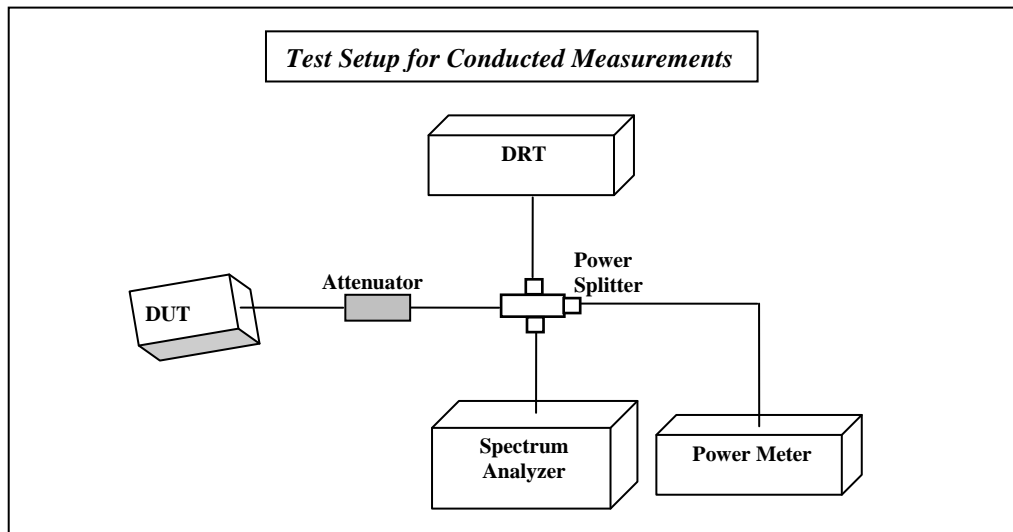 Test Setup for Conducted Measurements
DRT
Power
Splitter
Attenuator
DUT
Spectrum
Analyzer
Power Meter